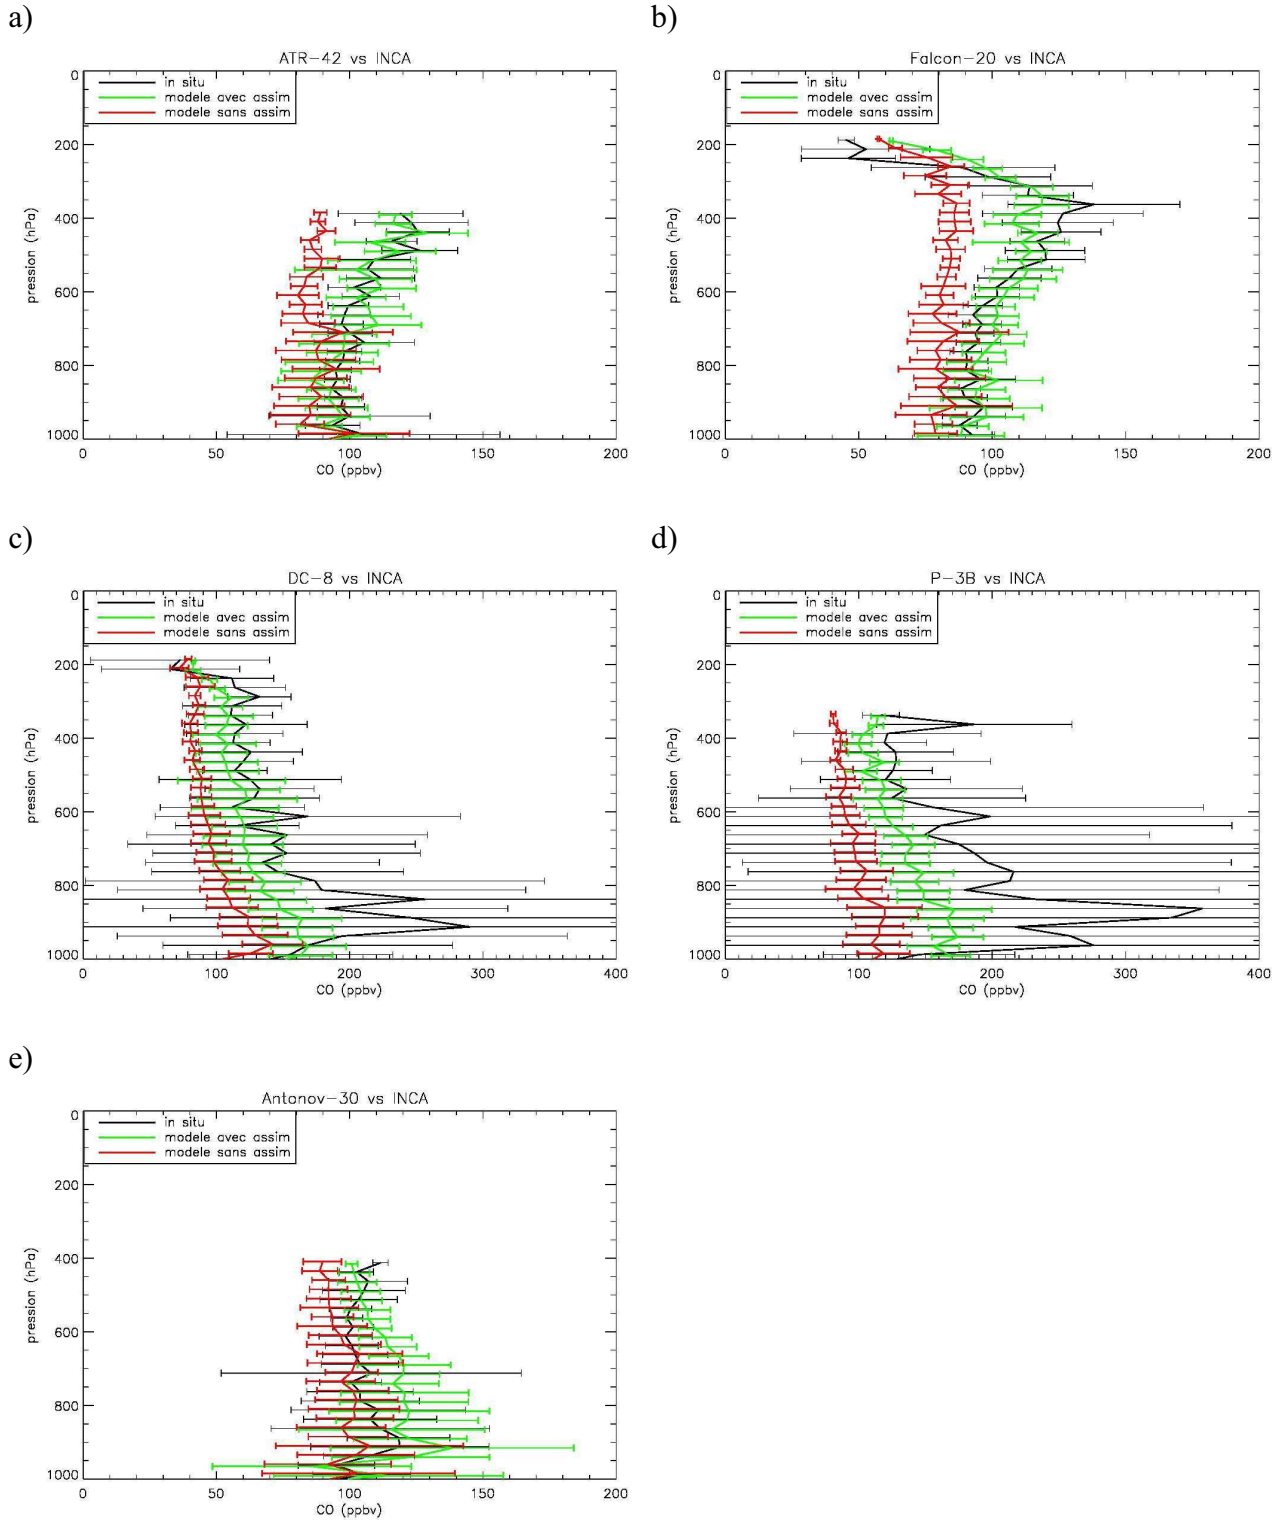 a)
ATR-42 vs INCA
in situ
modele avec assim
modele sans assim
pression (hPa)
0
200
400
600
800
1000
0 50 100 150 200
CO (ppbv)
b)
Falcon-20 vs INCA
in situ
modele avec assim
modele sans assim
pression (hPa)
0
200
400
600
800
1000
0 50 100 150 200
CO (ppbv)
c)
DC-8 vs INCA
in situ
modele avec assim
modele sans assim
pression (hPa)
0
200
400
600
800
1000
0 100 200 300 400
CO (ppbv)
d)
P-3B vs INCA
in situ
modele avec assim
modele sans assim
pression (hPa)
0
200
400
600
800
1000
0 100 200 300 400
CO (ppbv)
e)
Antonov-30 vs INCA
in situ
modele avec assim
modele sans assim
pression (hPa)
0
200
400
600
800
1000
0 50 100 150 200
CO (ppbv)